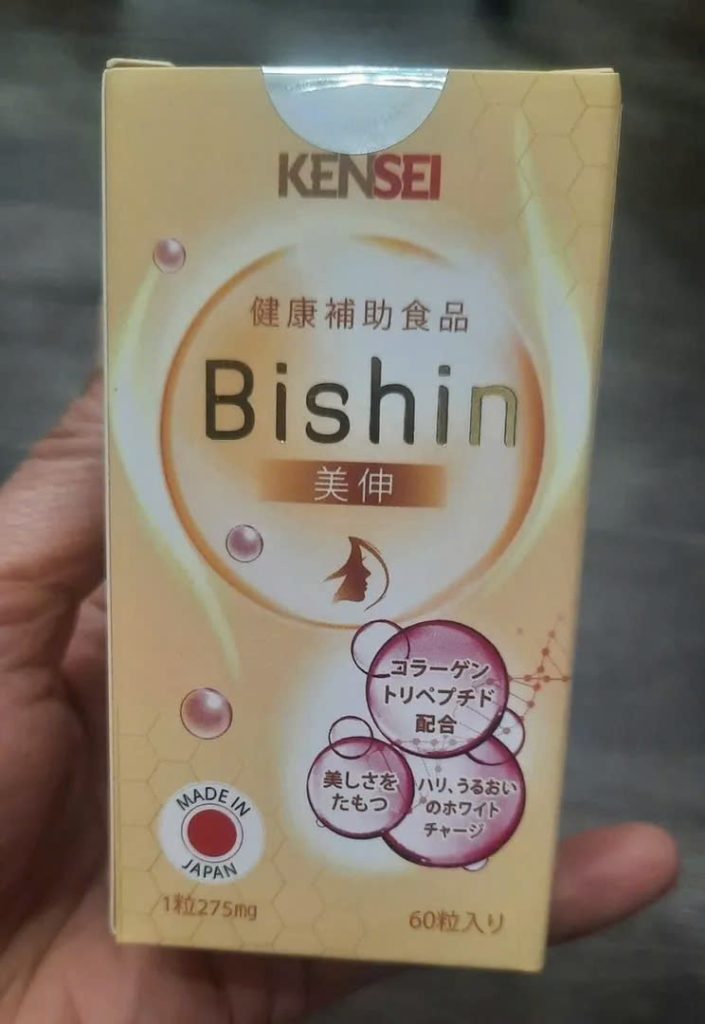 KENSEI
健康補助食品
Bishin
美伸
コラーゲン
トリペプチド
配合
美しさを
たもつ
ハリ、うるおい
のホワイト
チャージ
MADE IN
JAPAN
1粒275mg
60粒入り